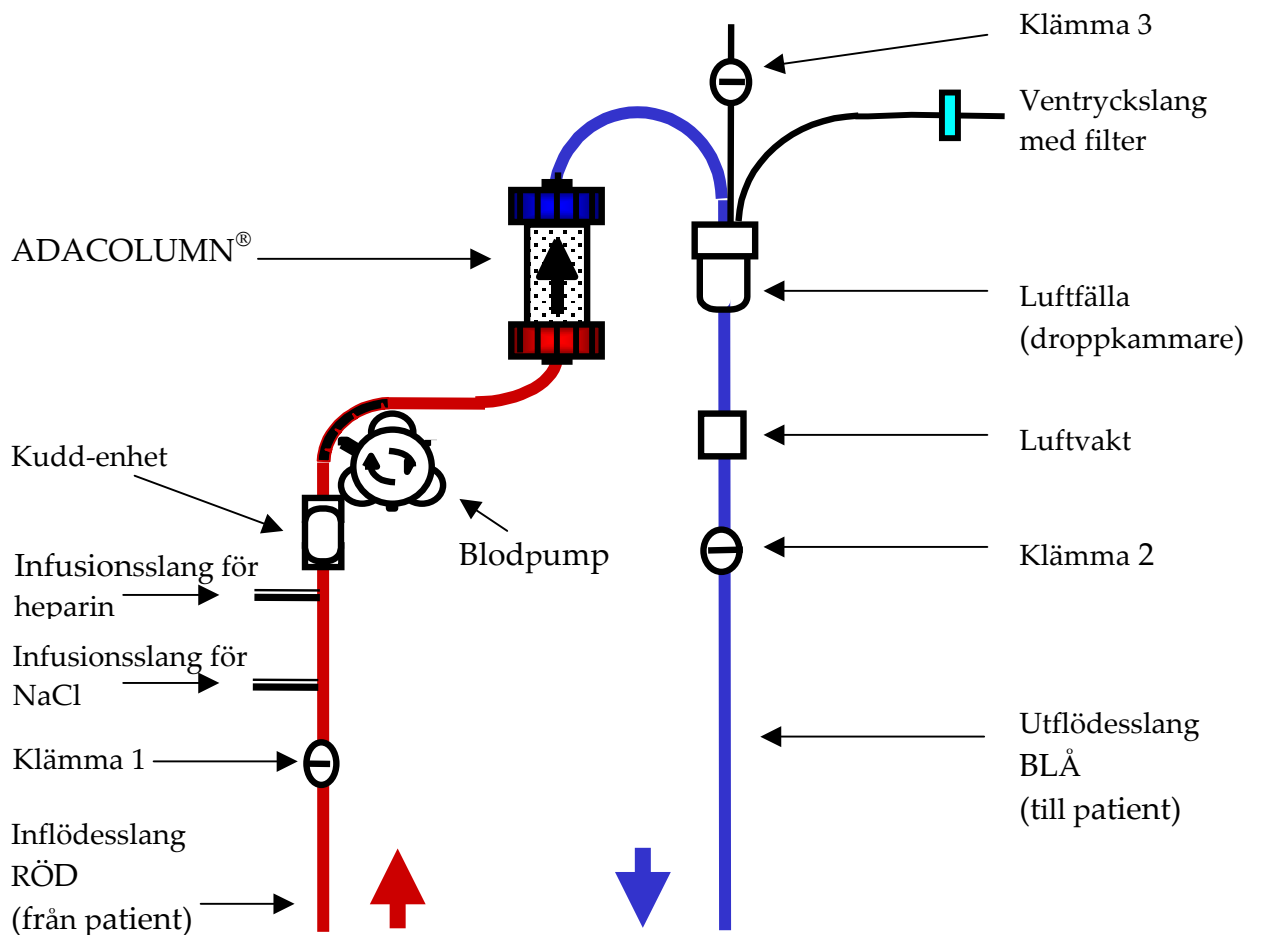 Klämma 3
Ventryckslang
med filter
ADACOLUMN®
Luftfälla
(droppkammare)
Luftvakt
Kudd-enhet
Blodpump
Klämma 2
Infusionsslang för
heparin
Infusionsslang för
NaCl
Klämma 1
Utflödesslang
BLÅ
(till patient)
Inflödesslang
RÖD
(från patient)